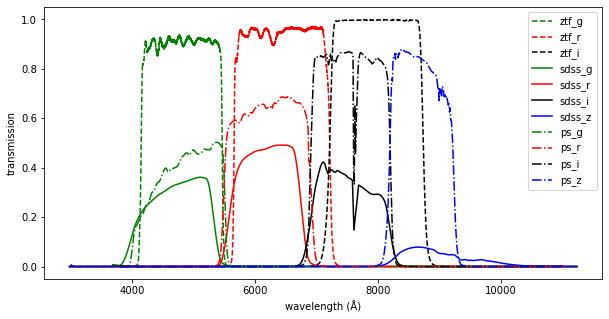 1.0
0.8
0.6
0.4
0.2
0.0
transmission
4000
6000
8000
10000
wavelength (Å)
ztf_g
ztf_r
ztf_i
sdss_g
sdss_r
sdss_i
sdss_z
ps_g
ps_r
ps_i
ps_z